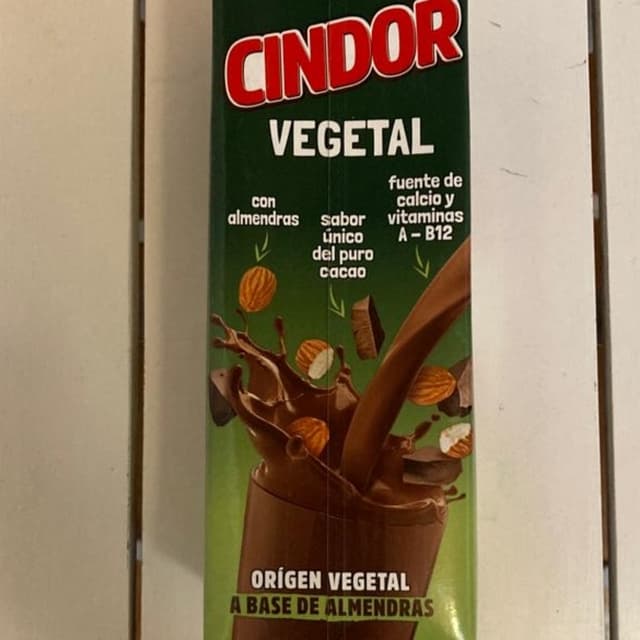 CINDOR
VEGETAL
con
almendras
sabor
único
del puro
cacao
fuente de
calcio y
vitaminas
A - B12
ORÍGEN VEGETAL
A BASE DE ALMENDRAS